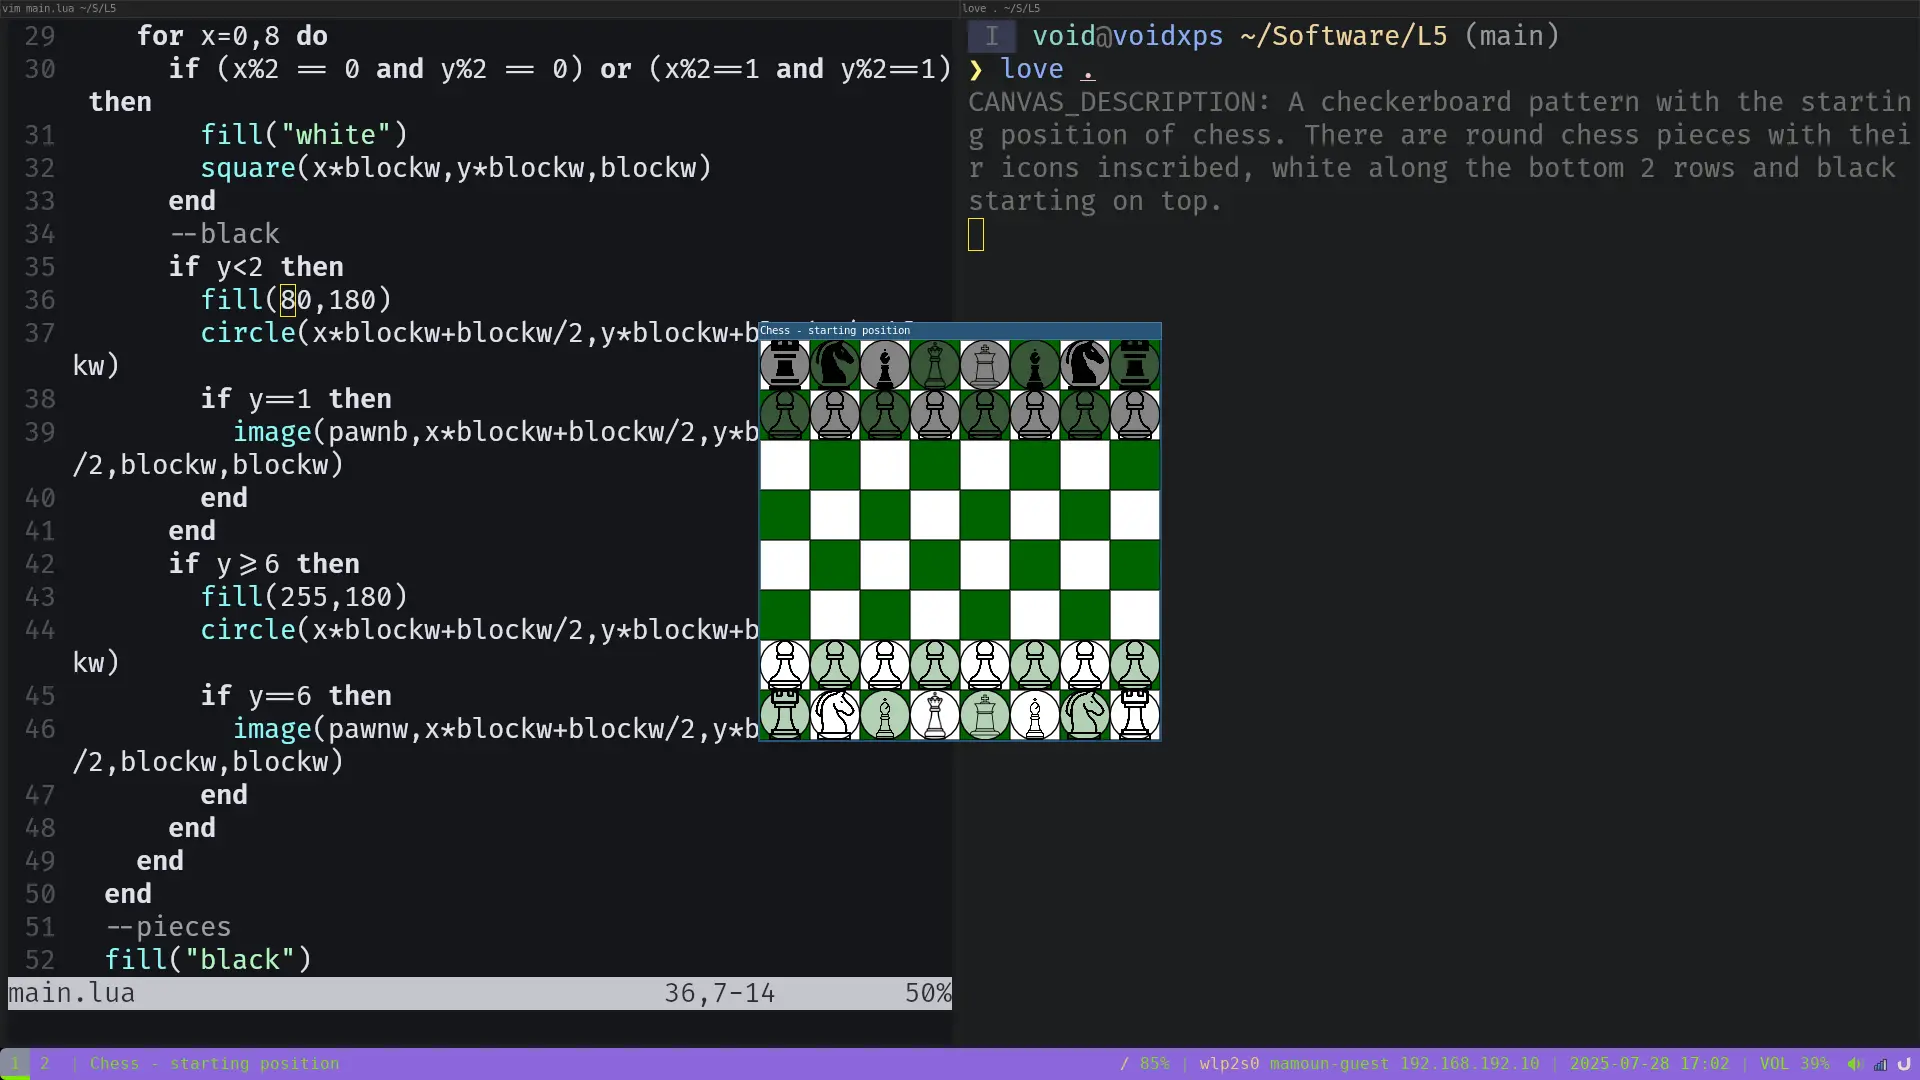 vim main.lua ~/S/L5
29 for x=0,8 do
30 if (x%2 == 0 and y%2 == 0) or (x%2==1 and y%2==1)
then
31 fill("white")
32 square(x*blockw,y*blockw,blockw)
33 end
34 --black
35 if y<2 then
36 fill(80,180)
37 circle(x*blockw+blockw/2,y*blockw+b
kw)
38 if y==1 then
39 image(pawnb,x*blockw+blockw/2,y*b
/2,blockw,blockw)
40 end
41 end
42 if y>=6 then
43 fill(255,180)
44 circle(x*blockw+blockw/2,y*blockw+b
kw)
45 if y==6 then
46 image(pawnw,x*blockw+blockw/2,y*b
/2,blockw,blockw)
47 end
48 end
49 end
50 end
51 --pieces
52 fill("black")
main.lua 36,7-14 50%
love . ~/S/L5
I void@voidxps ~/Software/L5 (main)
❯ love .
CANVAS_DESCRIPTION: A checkerboard pattern with the startin
g position of chess. There are round chess pieces with thei
r icons inscribed, white along the bottom 2 rows and black
starting on top.
Chess - starting position
1 2 | Chess - starting position
/ 85% | wlp2s0 mamoun-guest 192.168.192.10 | 2025-07-28 17:02 | VOL 39%